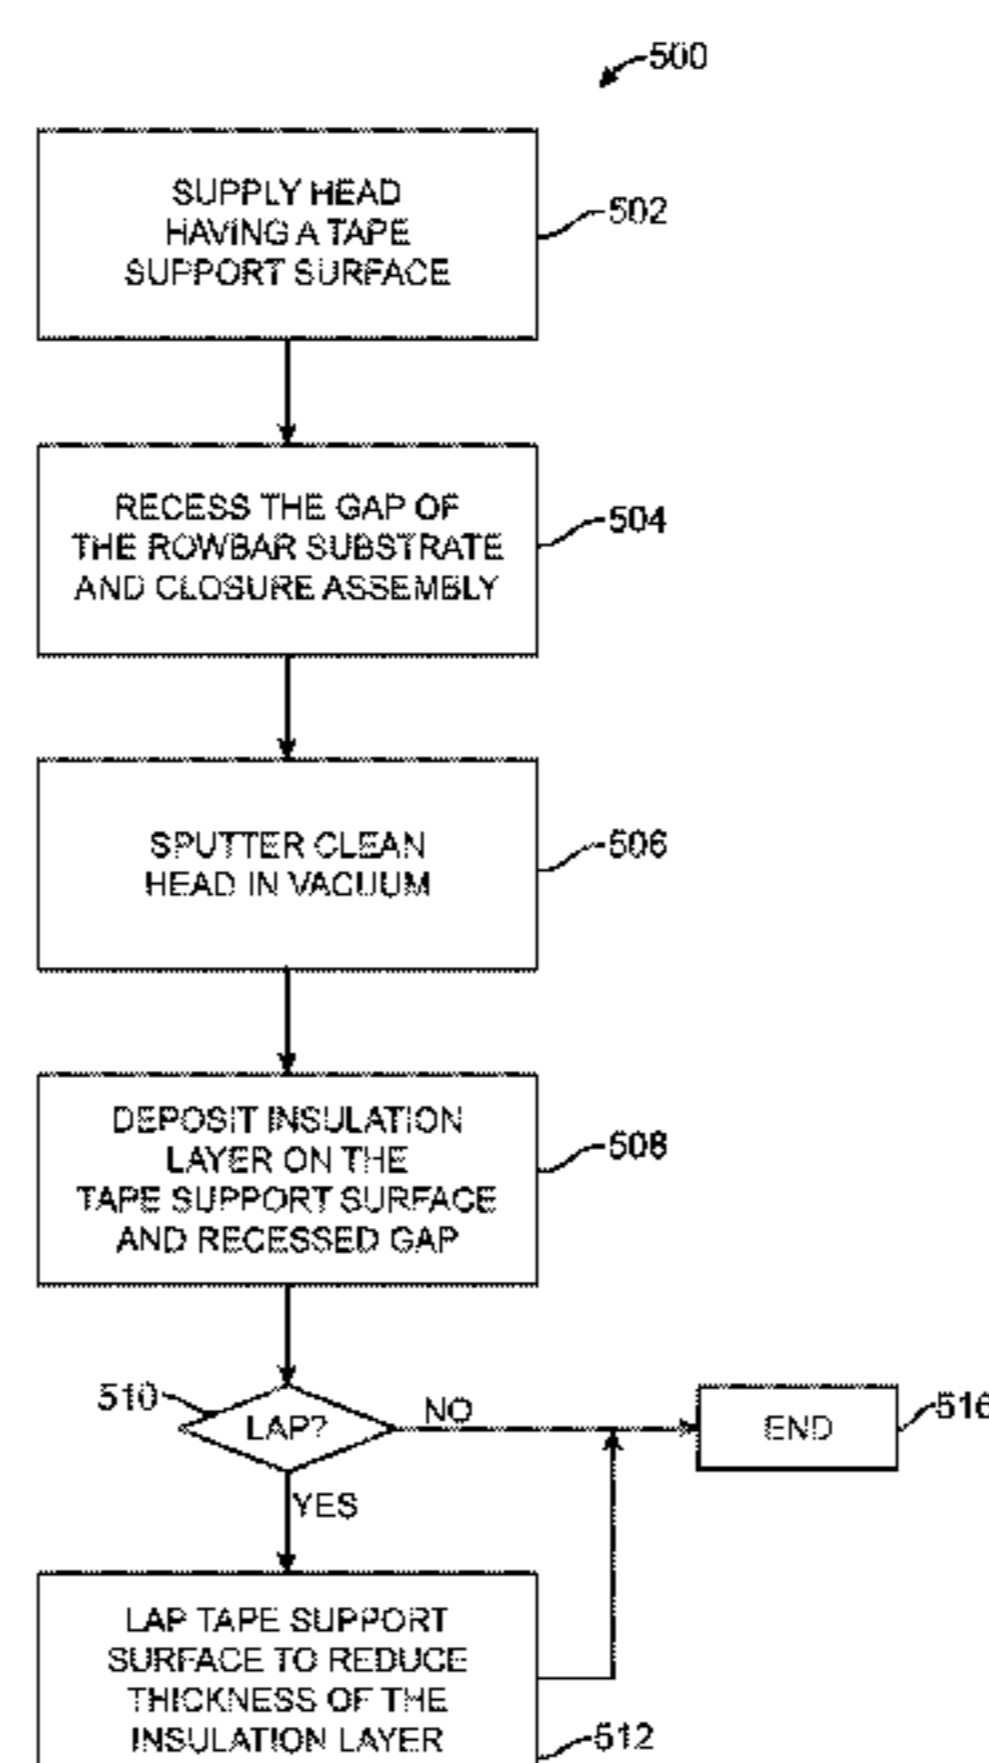 500
SUPPLY HEAD
HAVING A TAPE
SUPPORT SURFACE
502
RECESS THE GAP OF
THE ROWBAR SUBSTRATE
AND CLOSURE ASSEMBLY
504
SPUTTER CLEAN
HEAD IN VACUUM
506
DEPOSIT INSULATION
LAYER ON THE
TAPE SUPPORT SURFACE
AND RECESSED GAP
508
510
LAP?
NO
END
516
YES
LAP TAPE SUPPORT
SURFACE TO REDUCE
THICKNESS OF THE
INSULATION LAYER
512